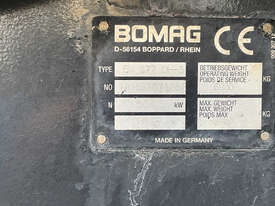 BOMAG CE
D-56154 BOPPARD / RHEIN
TYPE
BETRIEBSGEWICHT
OPERATING WEIGHT
POIDS DE SERVICE
KG
NO
N kW
MAX. GEWICHT
MAX. WEIGHT
POIDS MAX.
KG
MADE IN GERMANY